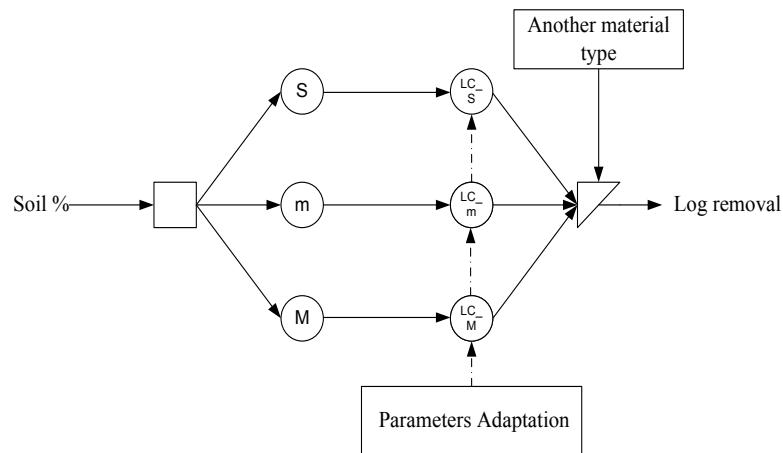 Another material
type
S
LC_
S
Soil %
m
LC_
m
Log removal
M
LC_
M
Parameters Adaptation